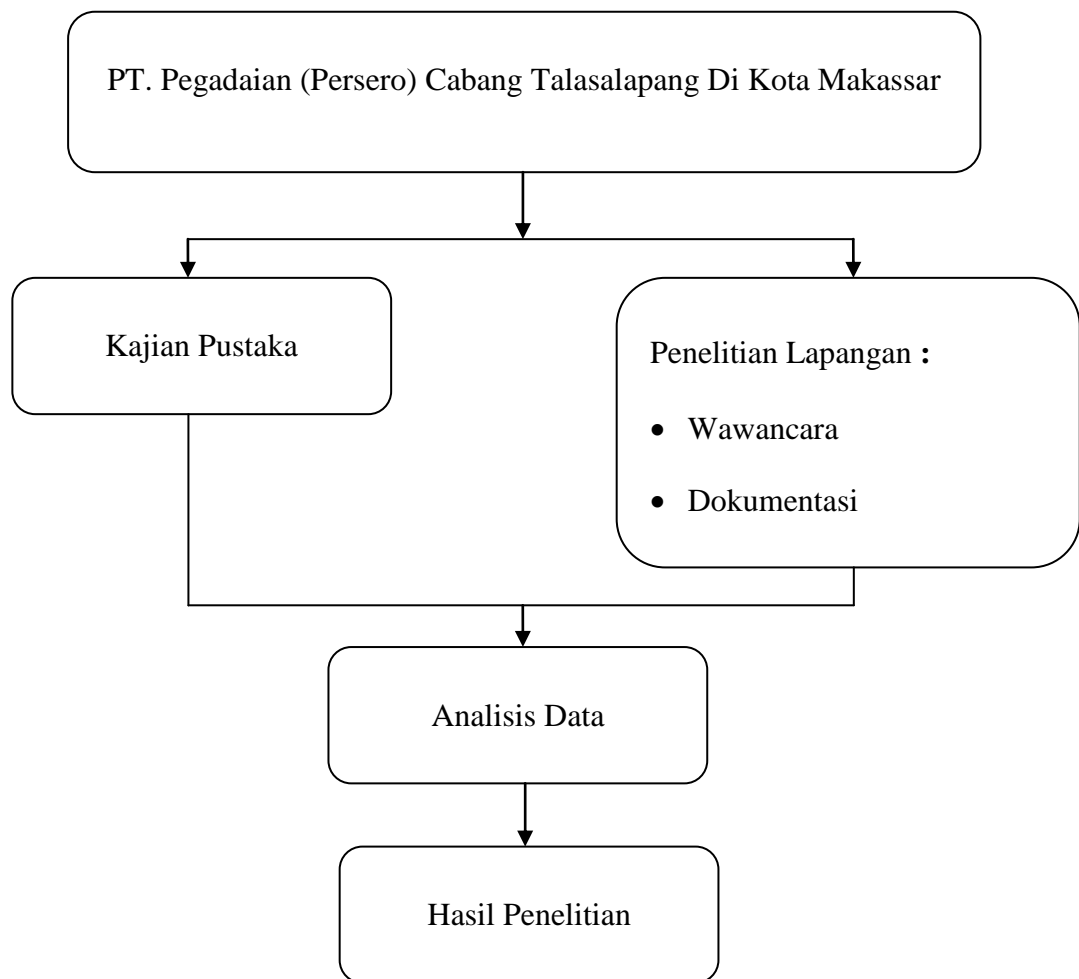 PT. Pegadaian (Persero) Cabang Talasalapang Di Kota Makassar
Kajian Pustaka
Penelitian Lapangan :
• Wawancara
• Dokumentasi
Analisis Data
Hasil Penelitian